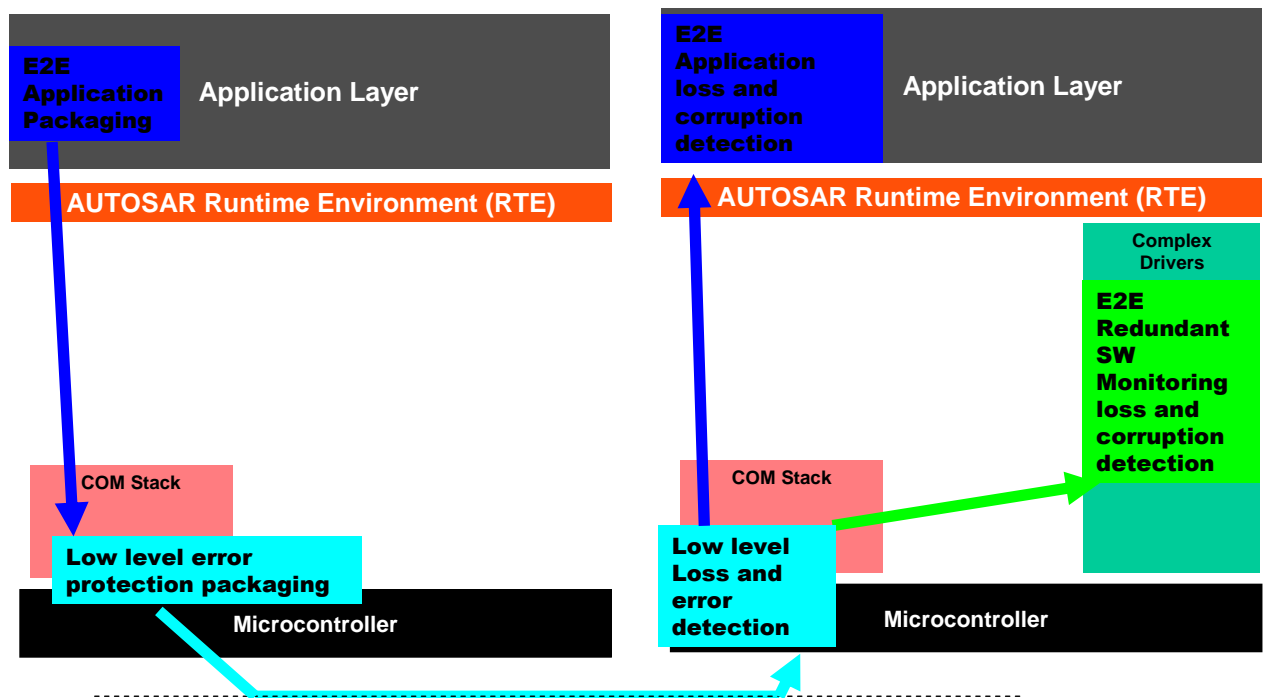 E2E
Application
Packaging
Application Layer
AUTOSAR Runtime Environment (RTE)
COM Stack
Low level error
protection packaging
Microcontroller
E2E
Application
loss and
corruption
detection
Application Layer
AUTOSAR Runtime Environment (RTE)
Complex
Drivers
E2E
Redundant
SW
Monitoring
loss and
corruption
detection
COM Stack
Low level
Loss and
error
detection
Microcontroller